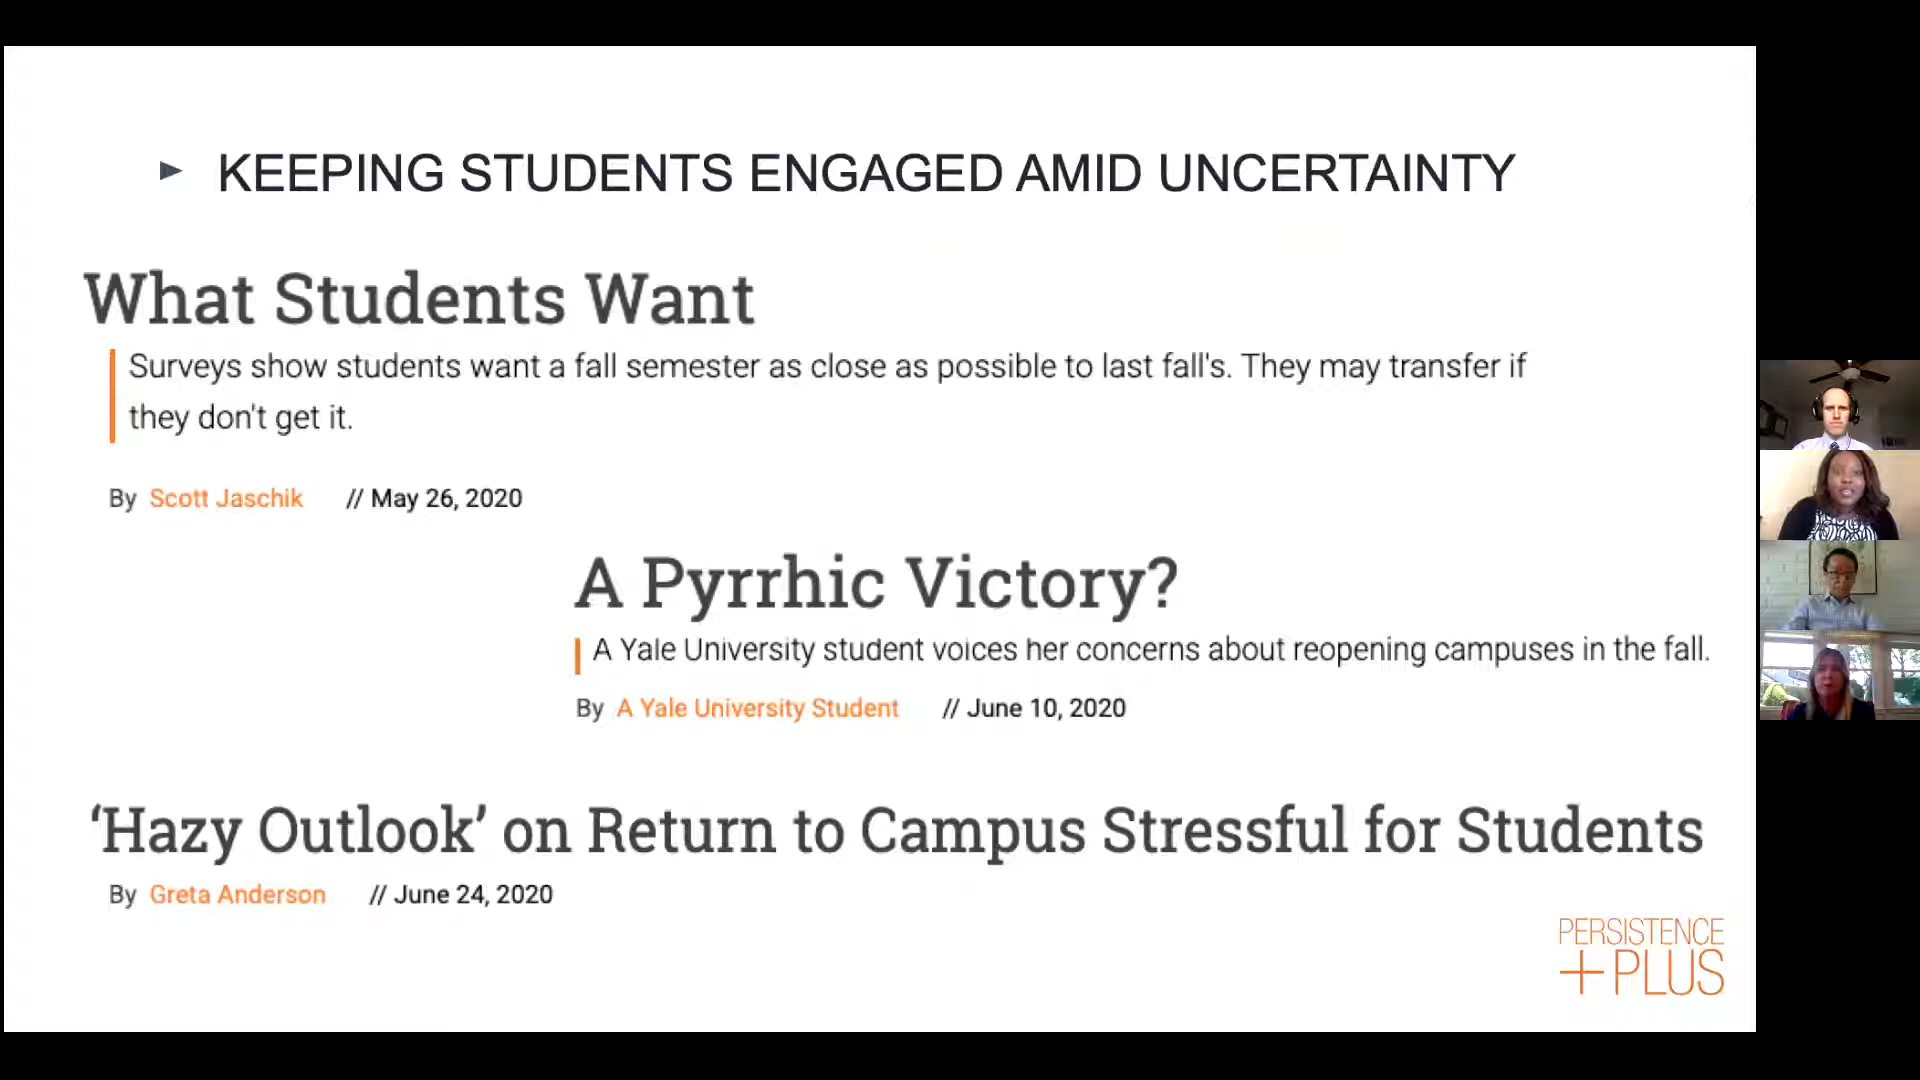 ► KEEPING STUDENTS ENGAGED AMID UNCERTAINTY
What Students Want
Surveys show students want a fall semester as close as possible to last fall's. They may transfer if
they don't get it.
By Scott Jaschik // May 26, 2020
A Pyrrhic Victory?
A Yale University student voices her concerns about reopening campuses in the fall.
By A Yale University Student // June 10, 2020
‘Hazy Outlook’ on Return to Campus Stressful for Students
By Greta Anderson // June 24, 2020
PERSISTENCE
+PLUS